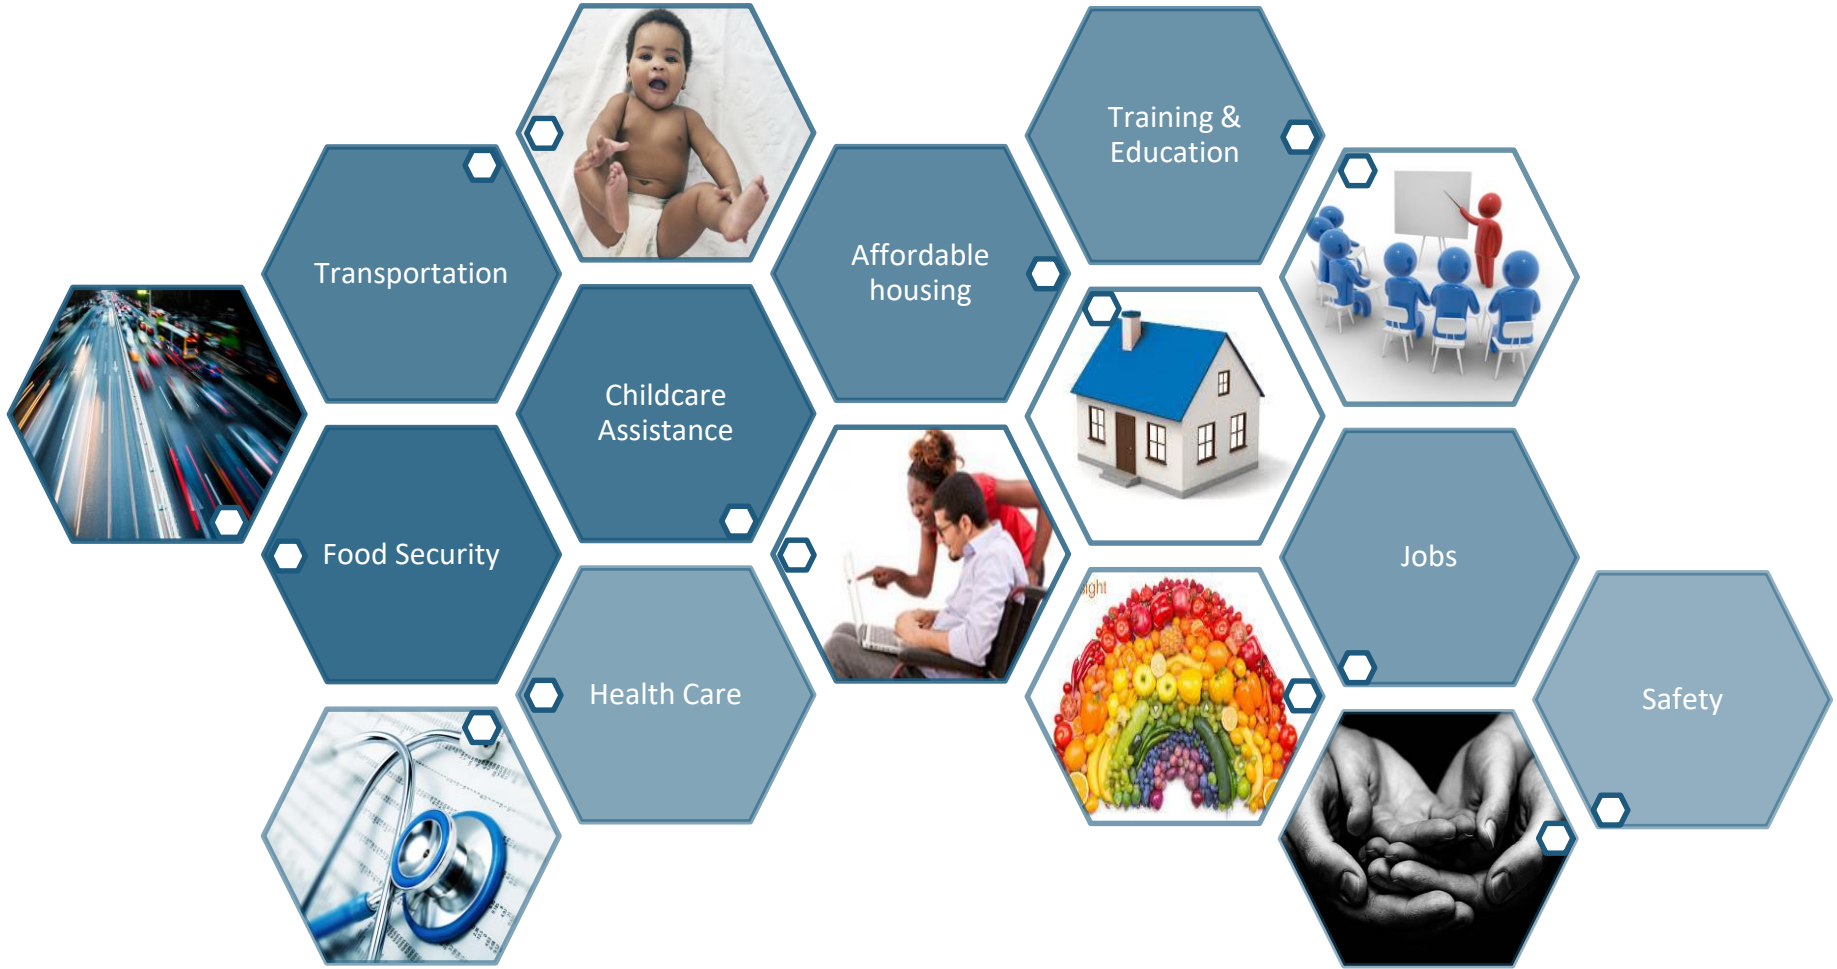 Training &
Education
Affordable
housing
Transportation
Childcare
Assistance
Food Security
Jobs
Health Care
Safety